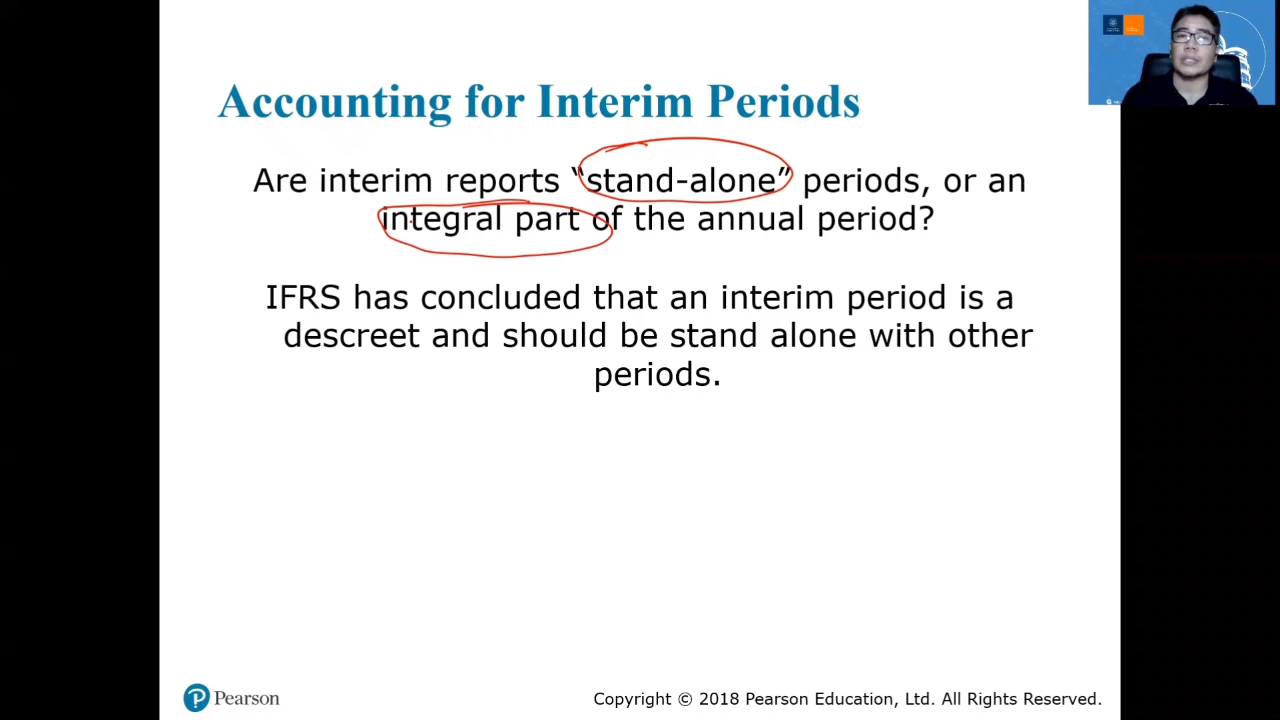 Accounting for Interim Periods
Are interim reports “stand-alone” periods, or an
integral part of the annual period?
IFRS has concluded that an interim period is a
descreet and should be stand alone with other
periods.
Pearson
Copyright © 2018 Pearson Education, Ltd. All Rights Reserved.